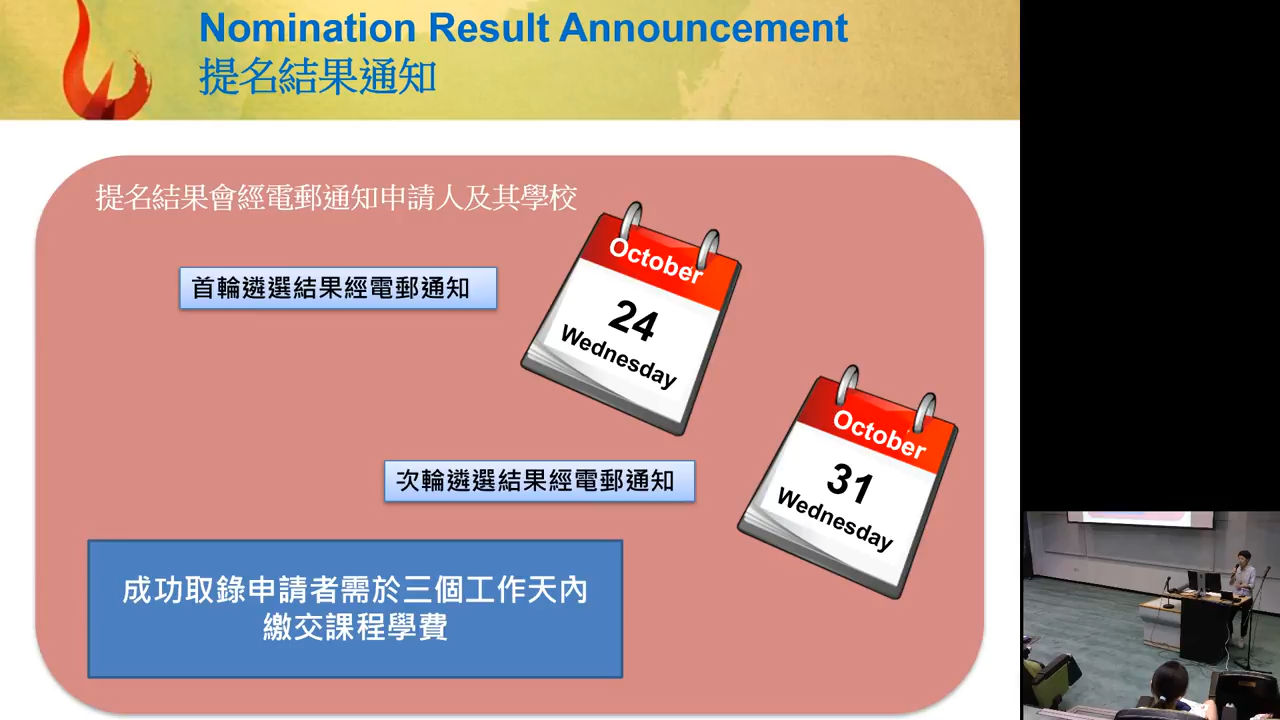 Nomination Result Announcement
提名結果通知
提名結果會經電郵通知申請人及其學校
October
24
Wednesday
首輪遴選結果經電郵通知
October
31
Wednesday
次輪遴選結果經電郵通知
成功取錄申請者需於三個工作天內
繳交課程學費